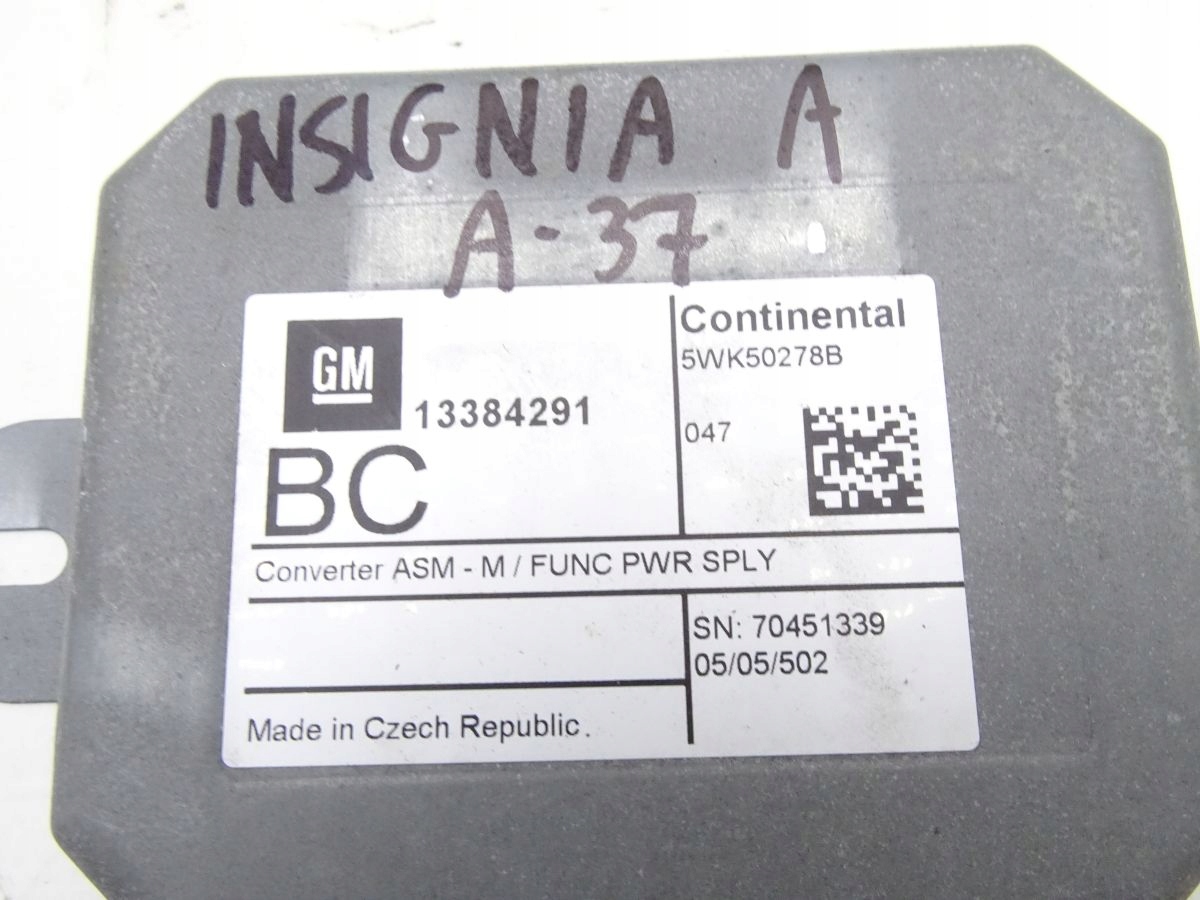 INSIGNIA A
A-37
GM
13384291
BC
Continental
5WK50278B
047
Converter ASM - M / FUNC PWR SPLY
SN: 70451339
05/05/502
Made in Czech Republic.